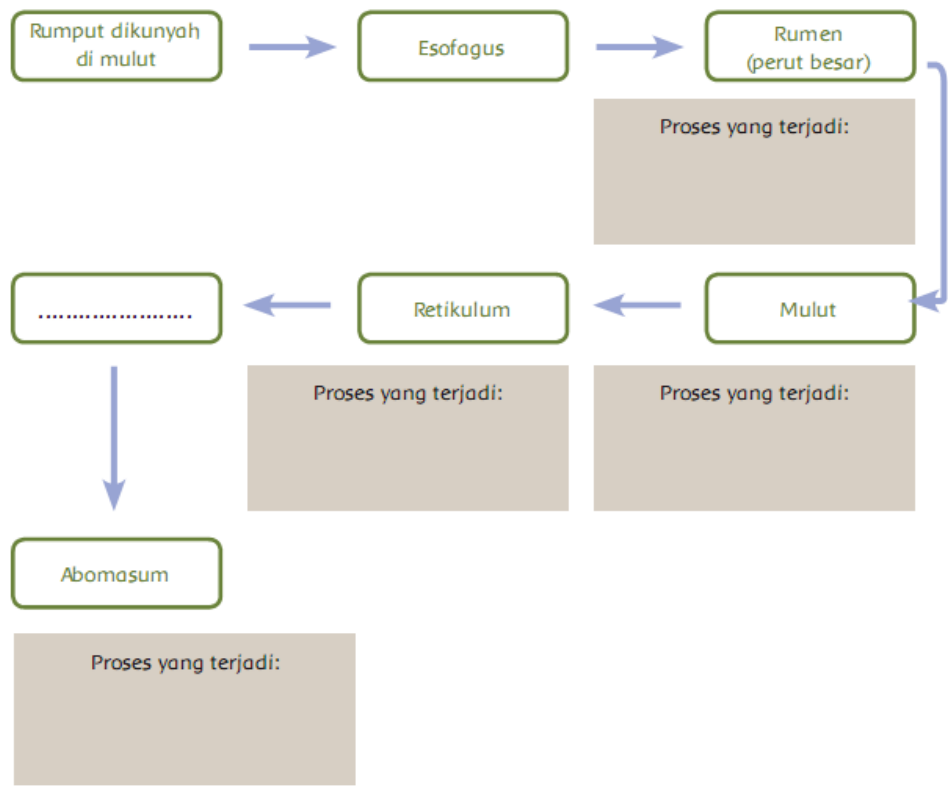 Rumput dikunyah
di mulut
Esofagus
Rumen
(perut besar)
Proses yang terjadi:
......................
Retikulum
Mulut
Proses yang terjadi:
Proses yang terjadi:
Abomasum
Proses yang terjadi: